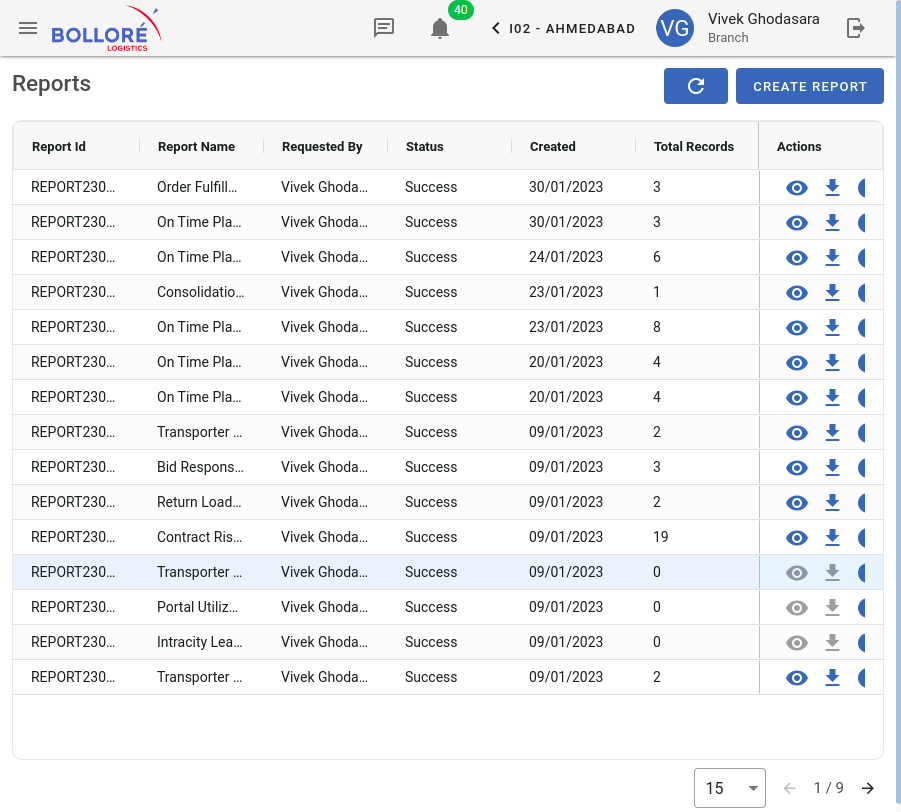 BOLLORÉ
LOGISTICS
40
I02 - AHMEDABAD
VG
Vivek Ghodasara
Branch
Reports
CREATE REPORT
Report Id Report Name Requested By Status Created Total Records Actions
REPORT230... Order Fulfill... Vivek Ghoda... Success 30/01/2023 3
REPORT230... On Time Pla... Vivek Ghoda... Success 30/01/2023 3
REPORT230... On Time Pla... Vivek Ghoda... Success 24/01/2023 6
REPORT230... Consolidatio... Vivek Ghoda... Success 23/01/2023 1
REPORT230... On Time Pla... Vivek Ghoda... Success 23/01/2023 8
REPORT230... On Time Pla... Vivek Ghoda... Success 20/01/2023 4
REPORT230... On Time Pla... Vivek Ghoda... Success 20/01/2023 4
REPORT230... Transporter ... Vivek Ghoda... Success 09/01/2023 2
REPORT230... Bid Respons... Vivek Ghoda... Success 09/01/2023 3
REPORT230... Return Load... Vivek Ghoda... Success 09/01/2023 2
REPORT230... Contract Ris... Vivek Ghoda... Success 09/01/2023 19
REPORT230... Transporter ... Vivek Ghoda... Success 09/01/2023 0
REPORT230... Portal Utiliz... Vivek Ghoda... Success 09/01/2023 0
REPORT230... Intracity Lea... Vivek Ghoda... Success 09/01/2023 0
REPORT230... Transporter ... Vivek Ghoda... Success 09/01/2023 2
15 1 / 9